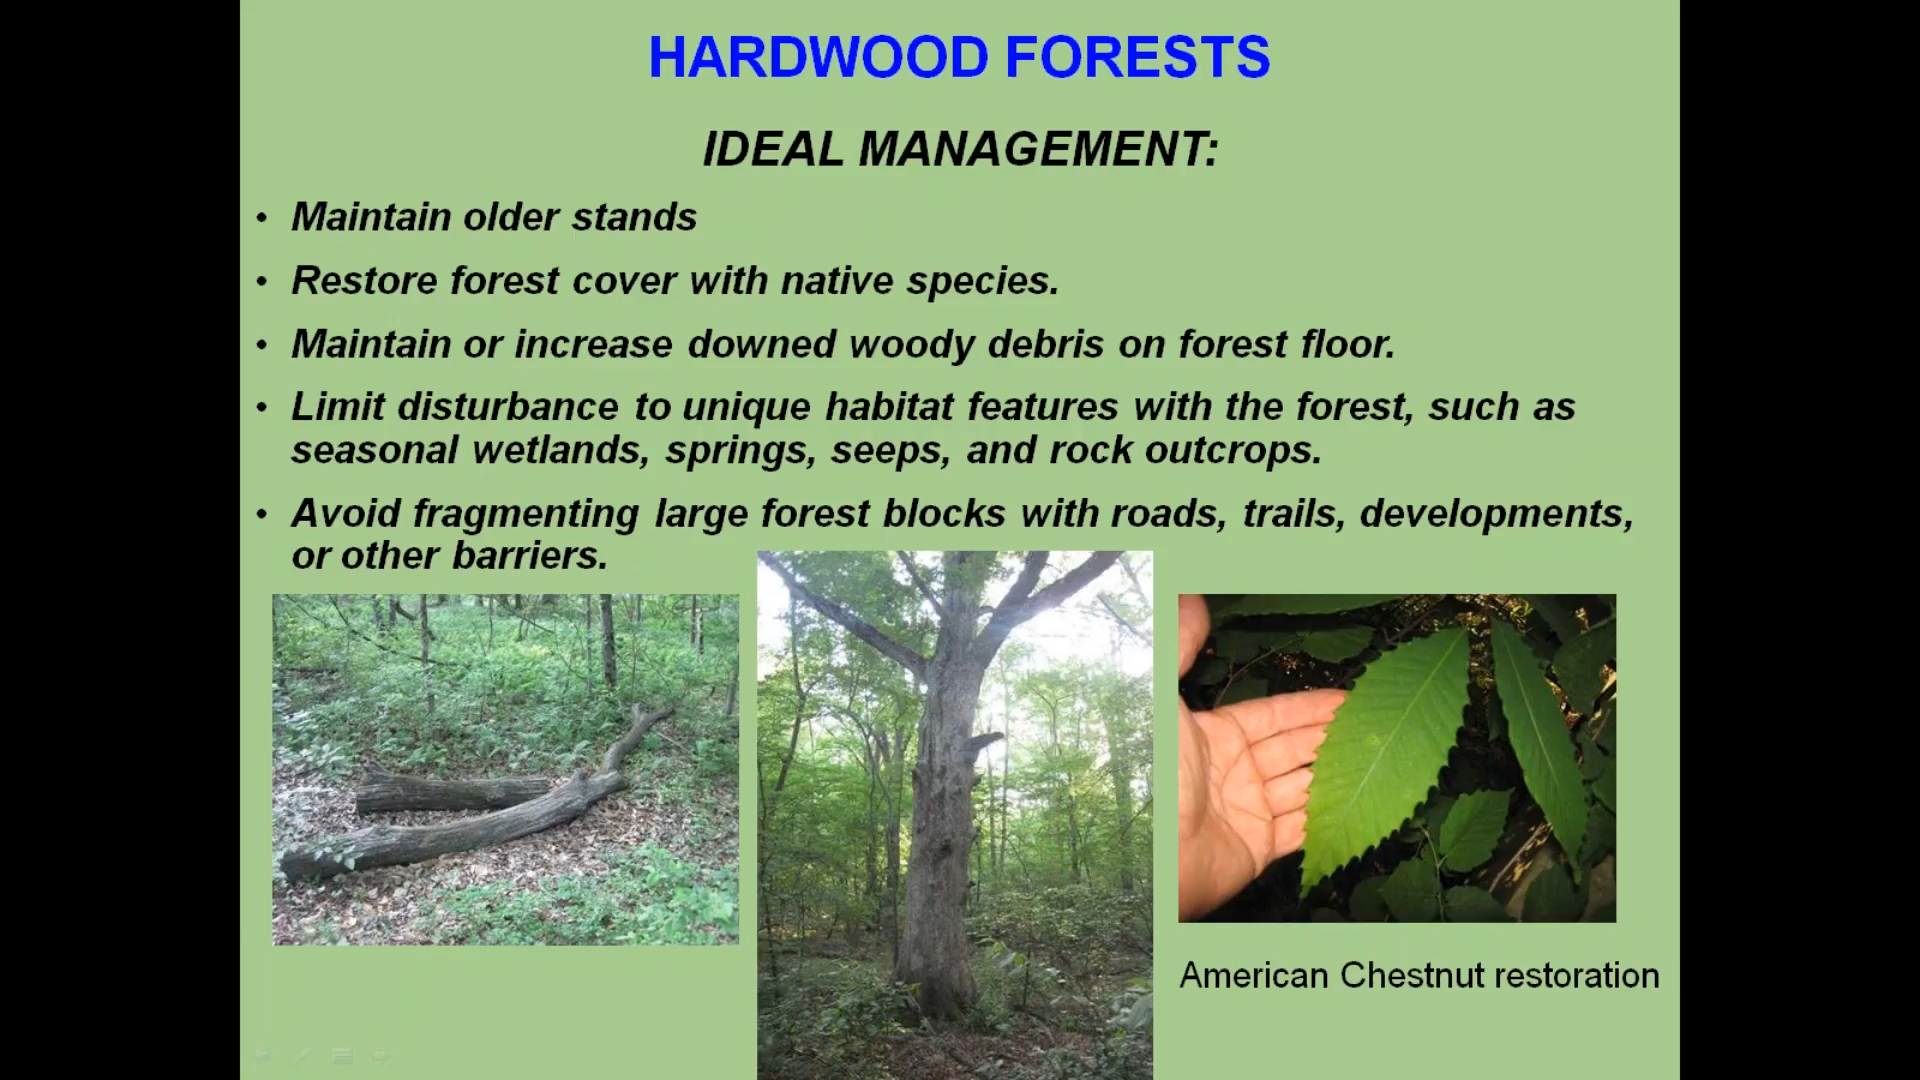 HARDWOOD FORESTS
IDEAL MANAGEMENT:
• Maintain older stands
• Restore forest cover with native species.
• Maintain or increase downed woody debris on forest floor.
• Limit disturbance to unique habitat features with the forest, such as
seasonal wetlands, springs, seeps, and rock outcrops.
• Avoid fragmenting large forest blocks with roads, trails, developments,
or other barriers.
American Chestnut restoration